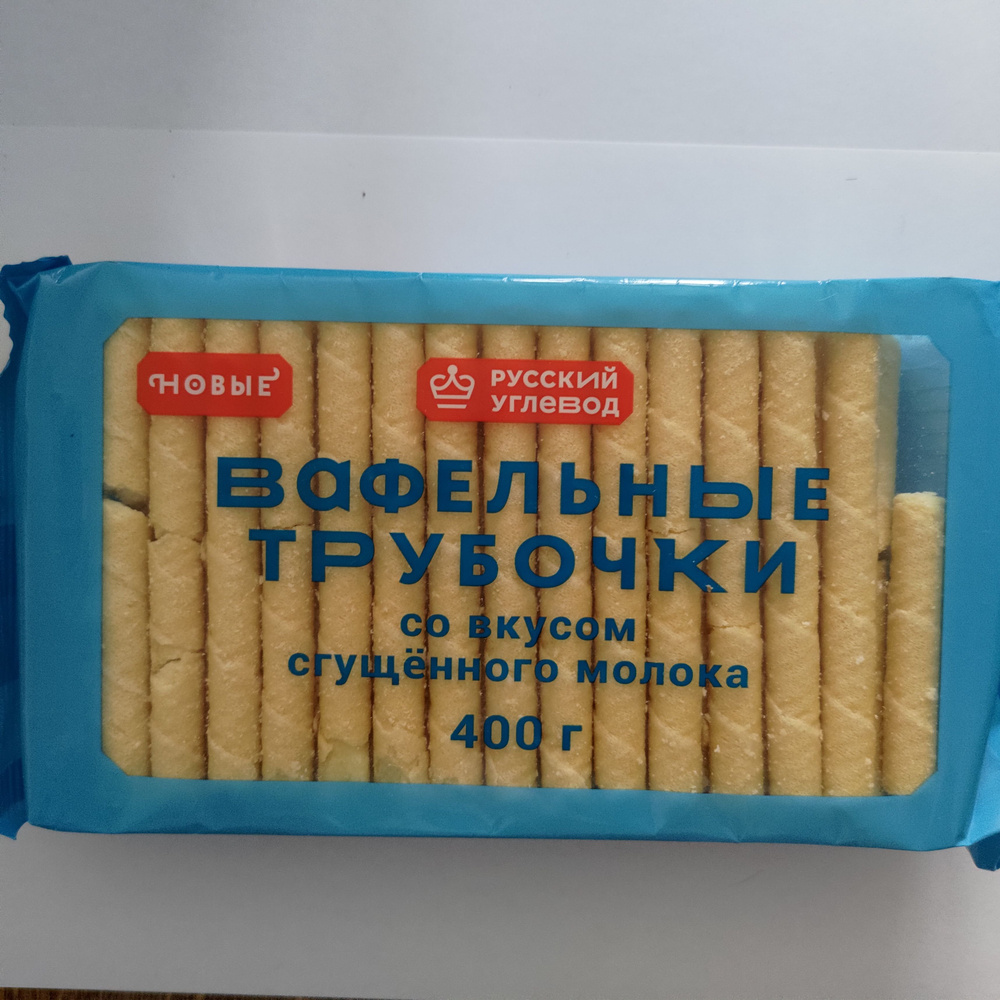 НОВЫЕ
РУССКИЙ
УГЛЕВОД
ВАФЕЛЬНЫЕ
ТРУБОЧКИ
со вкусом
сгущённого молока
400 г